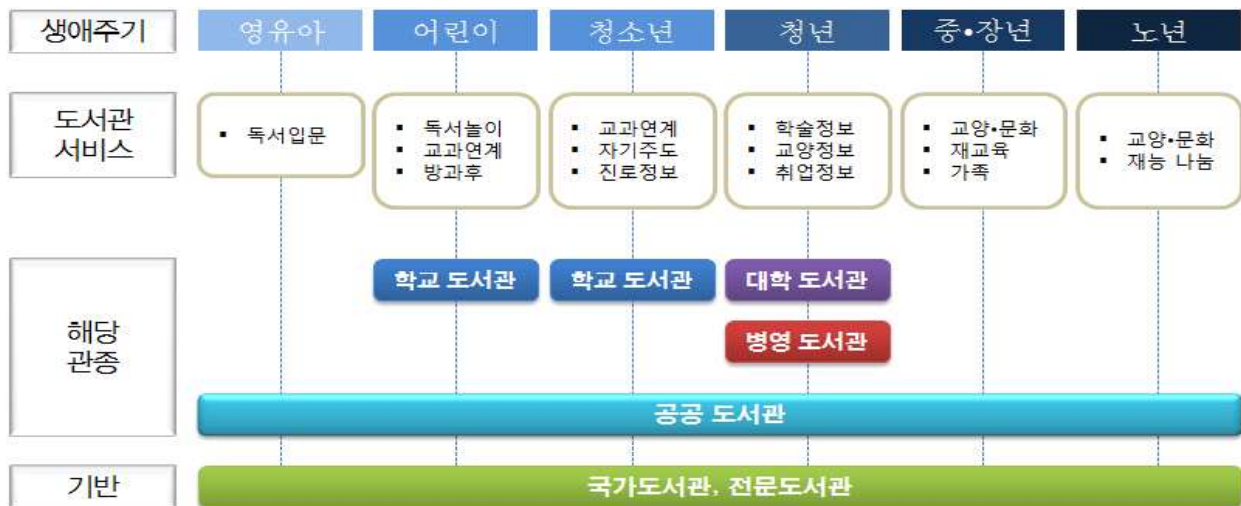 생애주기 영유아 어린이 청소년 청년 중•장년 노년
도서관
서비스
▪ 독서입문
▪ 독서놀이
▪ 교과연계
▪ 방과후
▪ 교과연계
▪ 자기주도
▪ 진로정보
▪ 학술정보
▪ 교양정보
▪ 취업정보
▪ 교양•문화
▪ 재교육
▪ 가족
▪ 교양•문화
▪ 재능 나눔
해당
관종
학교 도서관 학교 도서관 대학 도서관
병영 도서관
공공 도서관
기반 국가도서관, 전문도서관